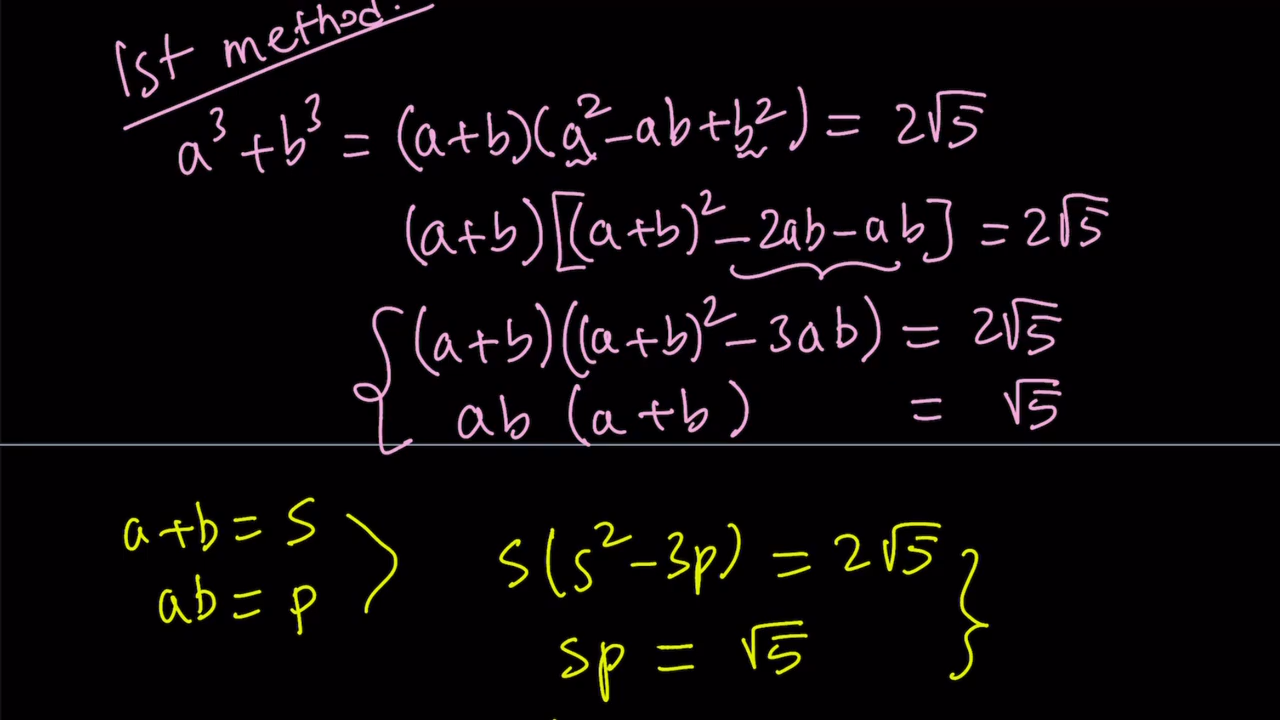 1st method:
a³ + b³ = (a+b)(a² - ab + b²) = 2√5
(a+b)[(a+b)² - 2ab - ab] = 2√5
(a+b)((a+b)² - 3ab) = 2√5
ab (a+b) = √5
a+b = s
ab = p
s(s² - 3p) = 2√5
sp = √5